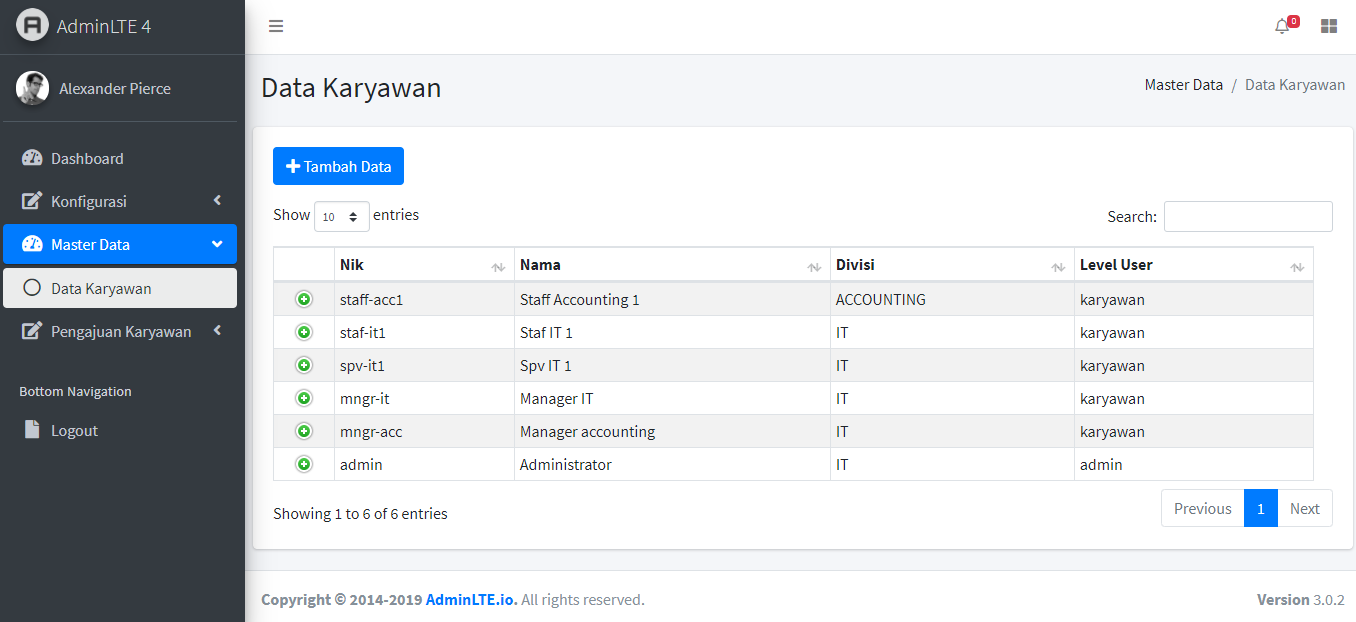 AdminLTE 4
0
Alexander Pierce
Data Karyawan
Master Data / Data Karyawan
Dashboard
Konfigurasi
Master Data
Data Karyawan
Pengajuan Karyawan
Bottom Navigation
Logout
Tambah Data
Show 10 entries
Search:
Nik Nama Divisi Level User
staff-acc1 Staff Accounting 1 ACCOUNTING karyawan
staf-it1 Staf IT 1 IT karyawan
spv-it1 Spv IT 1 IT karyawan
mngr-it Manager IT IT karyawan
mngr-acc Manager accounting IT karyawan
admin Administrator IT admin
Showing 1 to 6 of 6 entries
Previous 1 Next
Copyright © 2014-2019 AdminLTE.io. All rights reserved.
Version 3.0.2